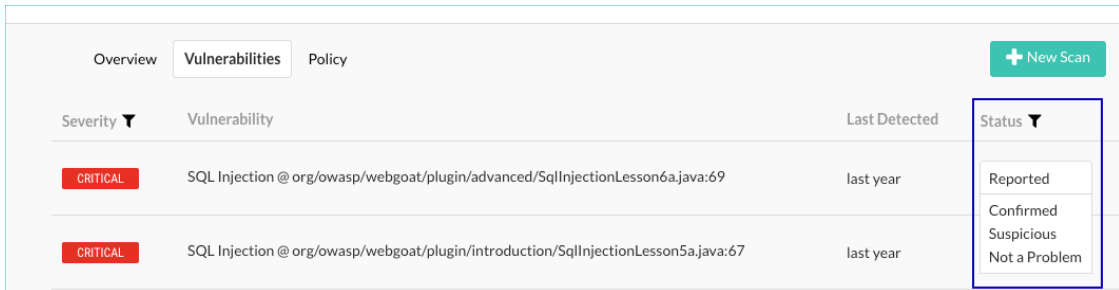 Overview Vulnerabilities Policy New Scan
Severity Vulnerability Last Detected Status
CRITICAL SQL Injection @ org/owasp/webgoat/plugin/advanced/SqlInjectionLesson6a.java:69 last year Reported
Confirmed
Suspicious
CRITICAL SQL Injection @ org/owasp/webgoat/plugin/introduction/SqlInjectionLesson5a.java:67 last year Not a Problem